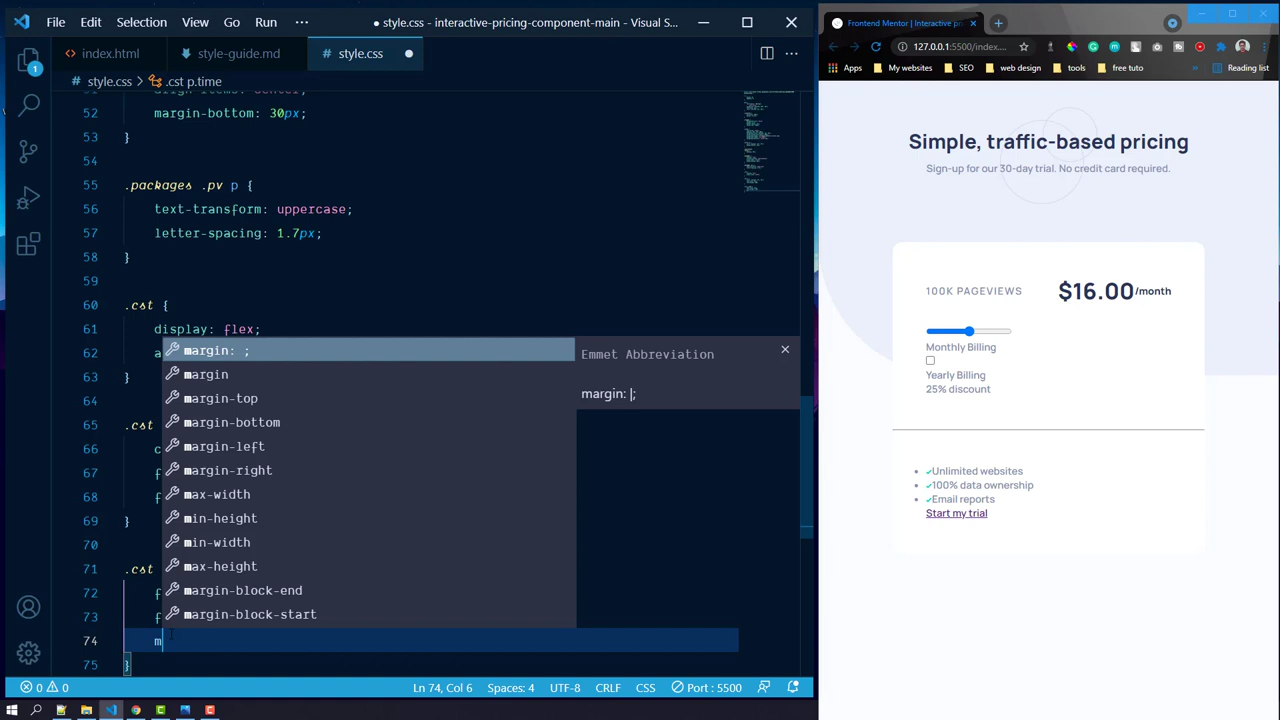 File Edit Selection View Go Run ··· ● style.css - interactive-pricing-component-main - Visual S...
index.html style-guide.md # style.css ●
# style.css > .cst p.time
52 margin-bottom: 30px;
53 }
54
55 .packages .pv p {
56 text-transform: uppercase;
57 letter-spacing: 1.7px;
58 }
59
60 .cst {
61 display: flex;
62 a
63 }
64
65 .cst
66 c
67 f
68 f
69 }
70
71 .cst
72 f
73 f
74 m
75 }
margin: ;
margin
margin-top
margin-bottom
margin-left
margin-right
max-width
min-height
min-width
max-height
margin-block-end
margin-block-start
Emmet Abbreviation
margin: |;
1
0 0 Ln 74, Col 6 Spaces: 4 UTF-8 CRLF CSS Port : 5500
Frontend Mentor | Interactive pr
127.0.0.1:5500/index....
Apps My websites SEO web design tools free tuto » Reading list
Simple, traffic-based pricing
Sign-up for our 30-day trial. No credit card required.
100K PAGEVIEWS $16.00/month
Monthly Billing
Yearly Billing
25% discount
Unlimited websites
100% data ownership
Email reports
Start my trial